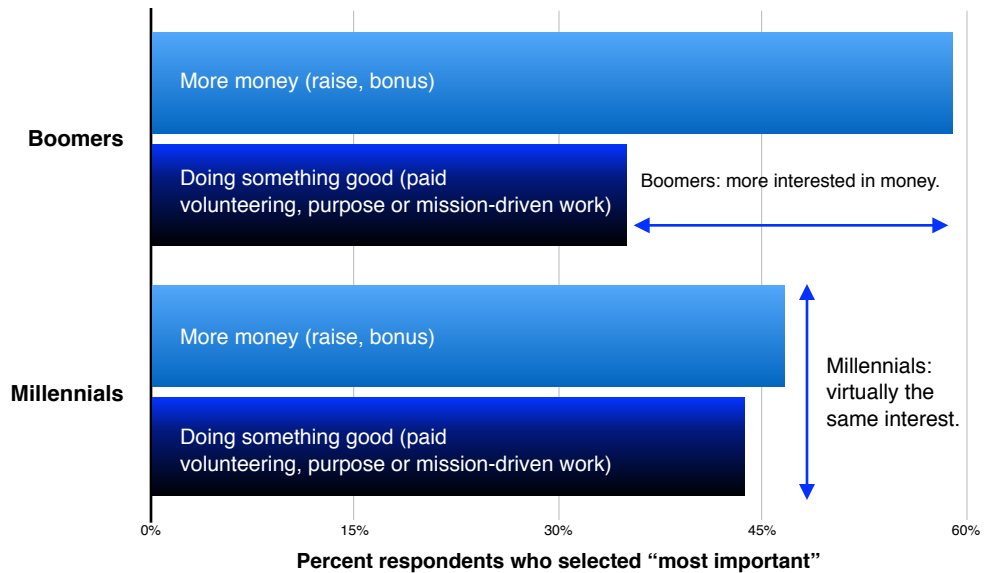 More money (raise, bonus)
Boomers
Doing something good (paid
volunteering, purpose or mission-driven work)
Boomers: more interested in money.
More money (raise, bonus)
Millennials:
virtually the
same interest.
Millennials
Doing something good (paid
volunteering, purpose or mission-driven work)
0%
15%
30%
45%
60%
Percent respondents who selected “most important”